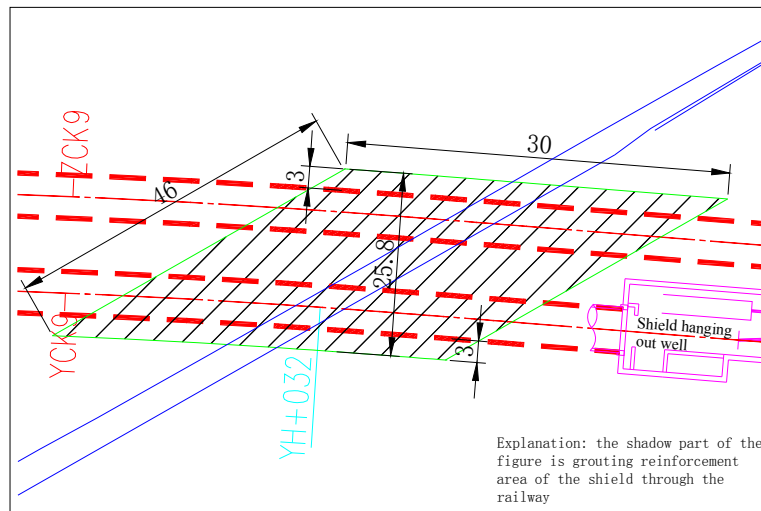 ZCK9
30
3
46
25.8
3
YCK9
YH+032
Shield hanging
out well
Explanation: the shadow part of the
figure is grouting reinforcement
area of the shield through the
railway